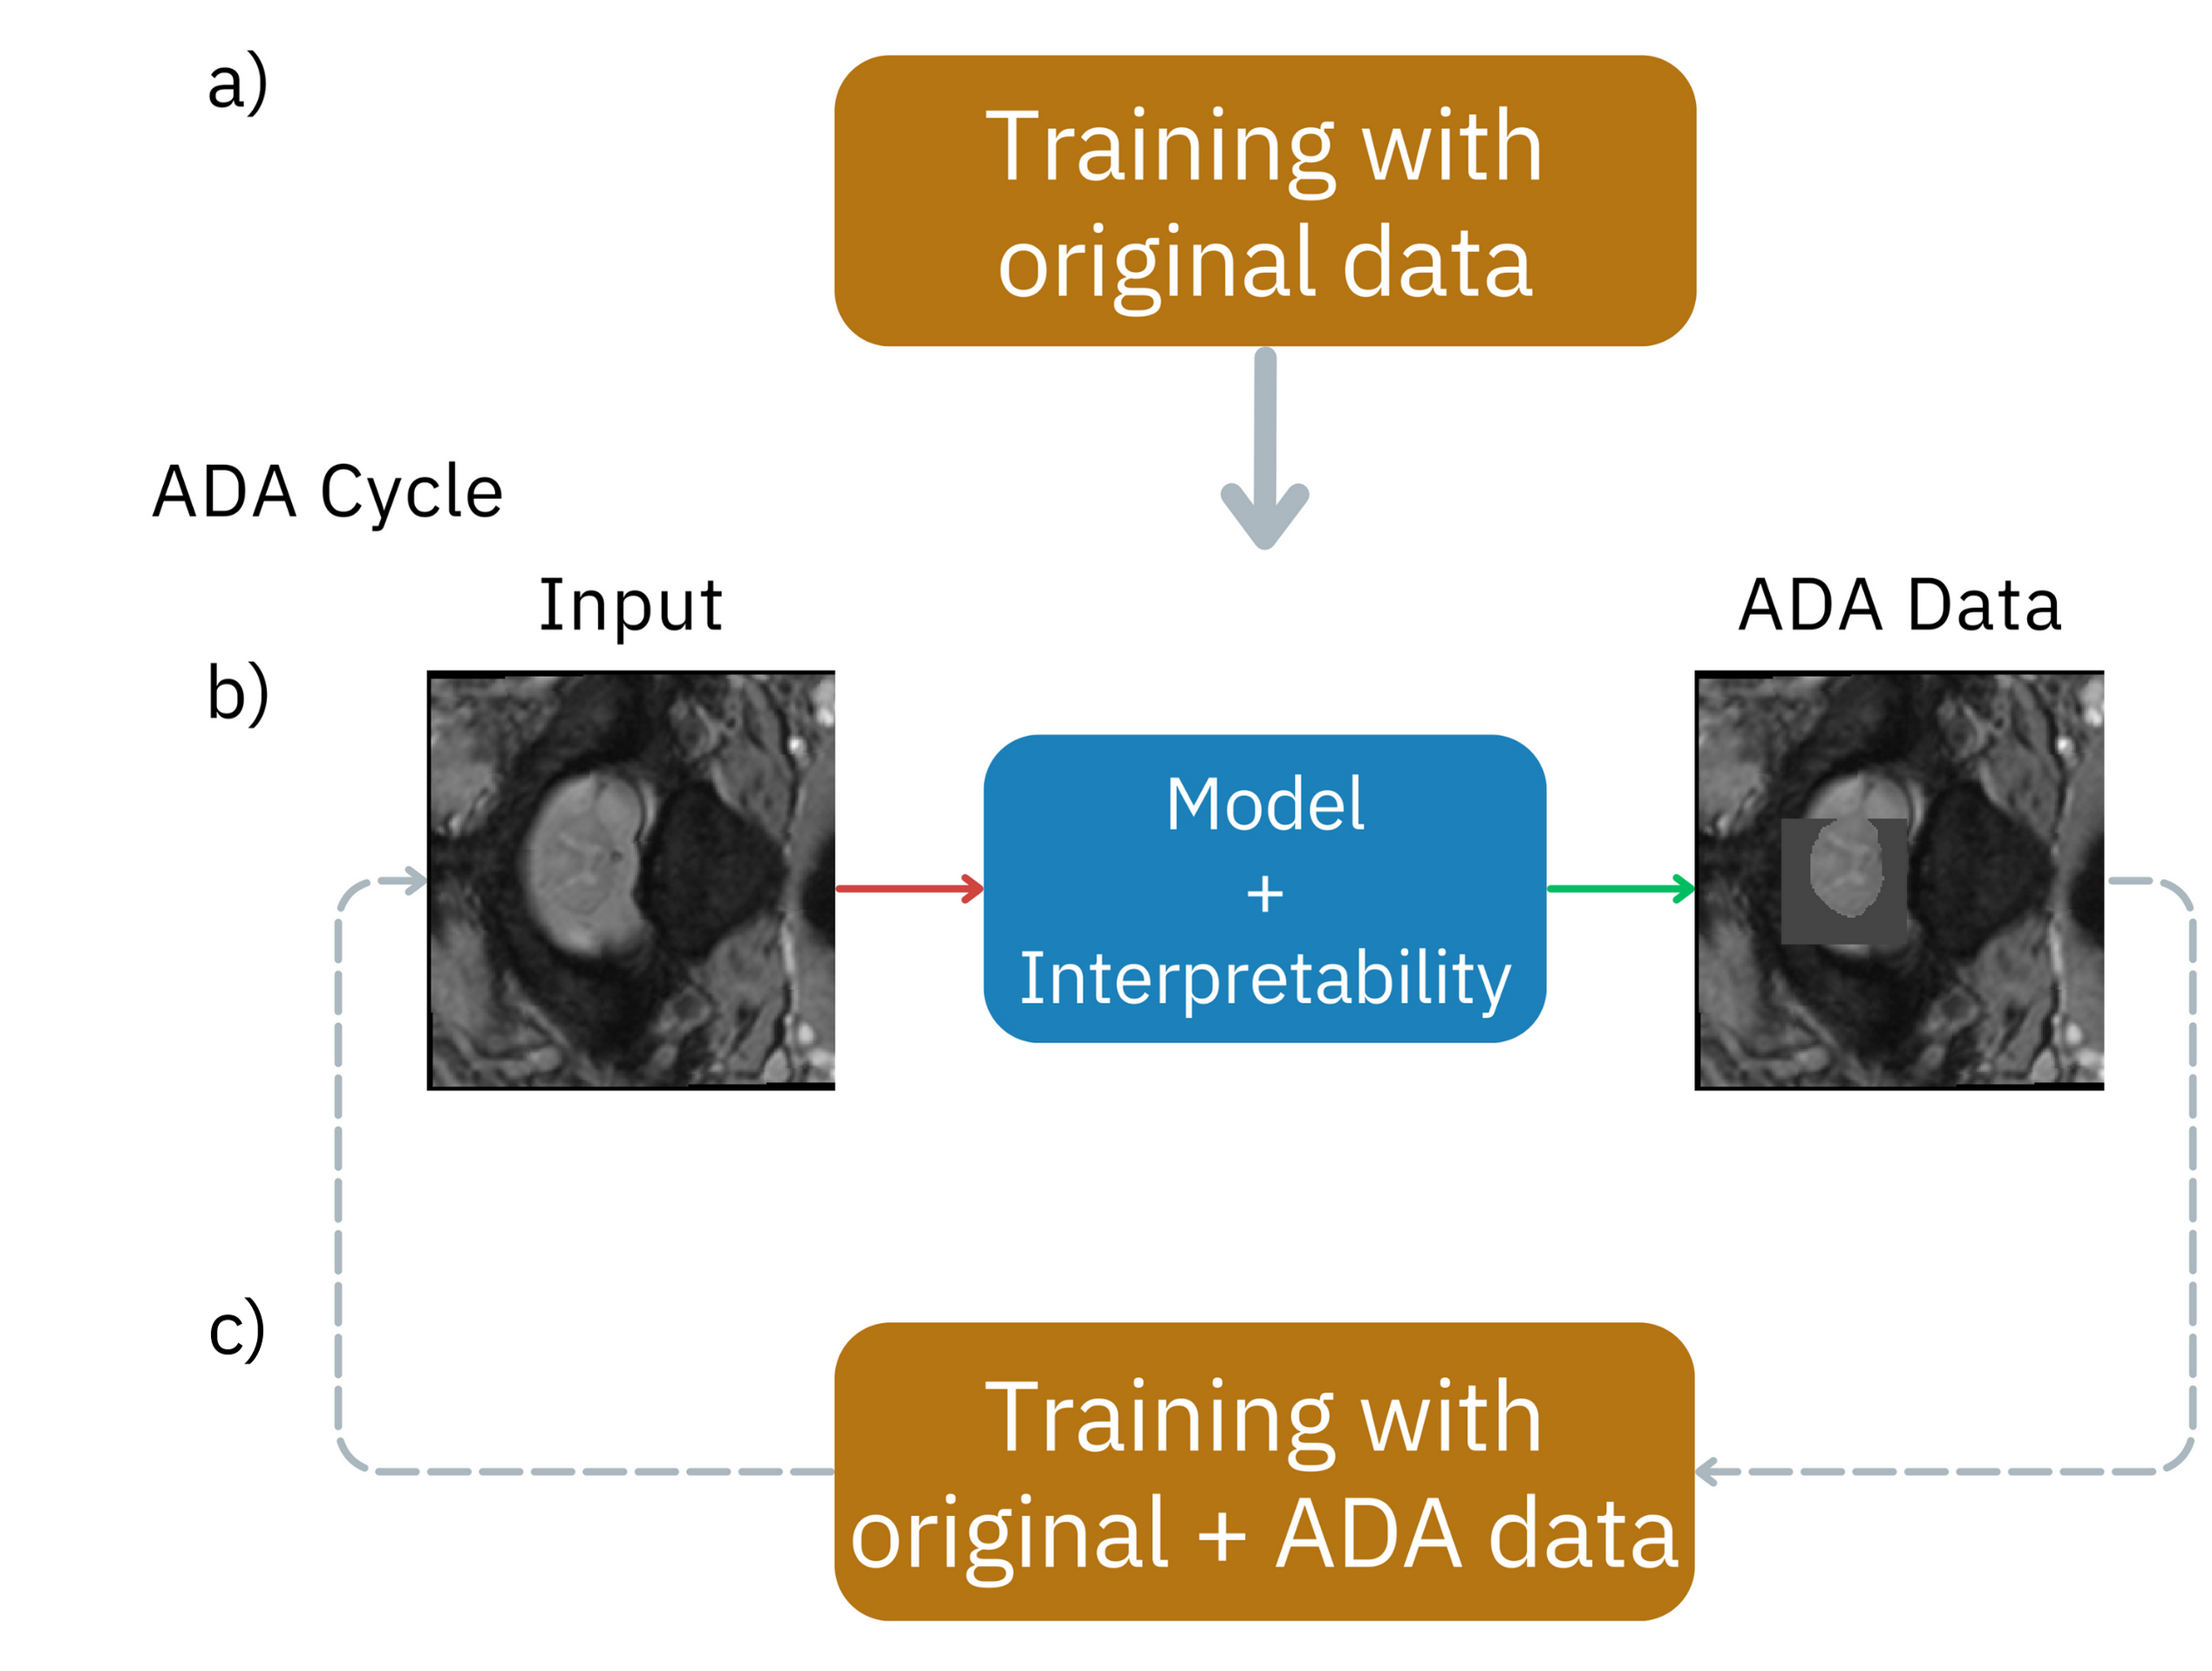 a)
Training with
original data
ADA Cycle
Input
ADA Data
b)
Model
+
Interpretability
c)
Training with
original + ADA data